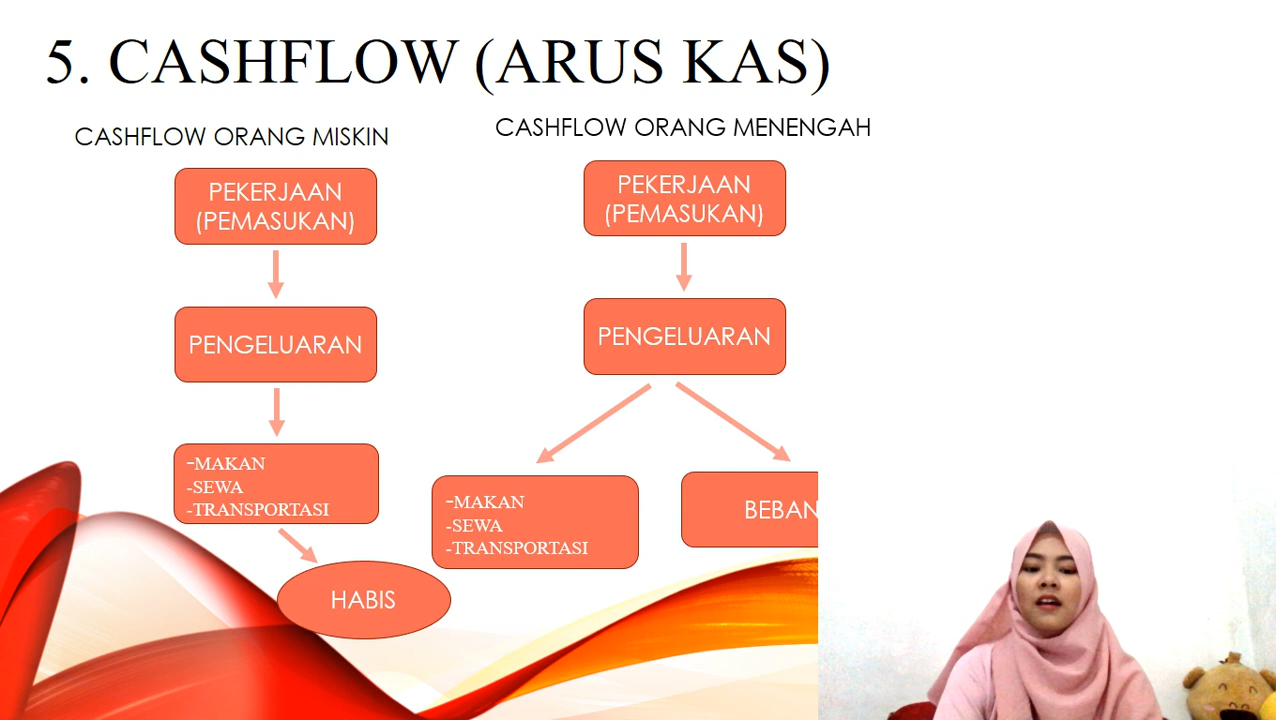 5. CASHFLOW (ARUS KAS)
CASHFLOW ORANG MISKIN
PEKERJAAN
(PEMASUKAN)
PENGELUARAN
-MAKAN
-SEWA
-TRANSPORTASI
HABIS
CASHFLOW ORANG MENENGAH
PEKERJAAN
(PEMASUKAN)
PENGELUARAN
-MAKAN
-SEWA
-TRANSPORTASI
BEBAN